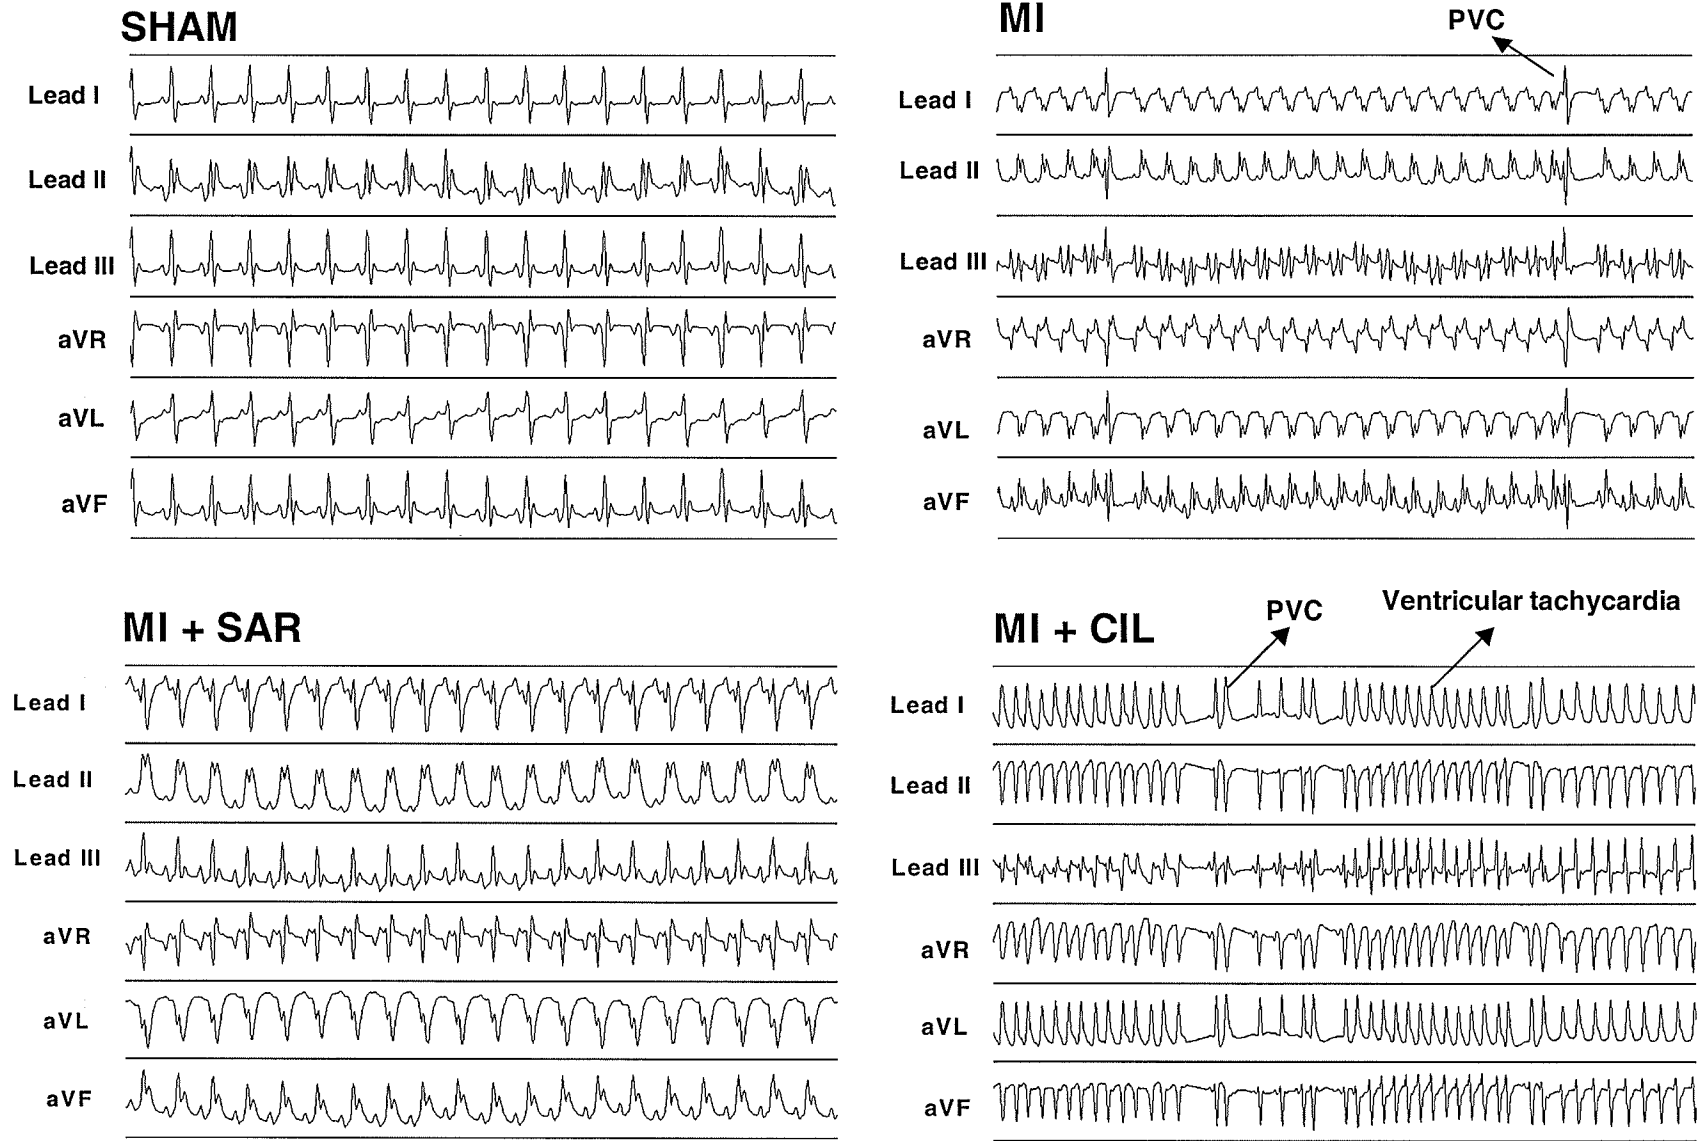 SHAM
Lead I
Lead II
Lead III
aVR
aVL
aVF
MI
PVC
Lead I
Lead II
Lead III
aVR
aVL
aVF
MI + SAR
Lead I
Lead II
Lead III
aVR
aVL
aVF
MI + CIL
PVC
Ventricular tachycardia
Lead I
Lead II
Lead III
aVR
aVL
aVF